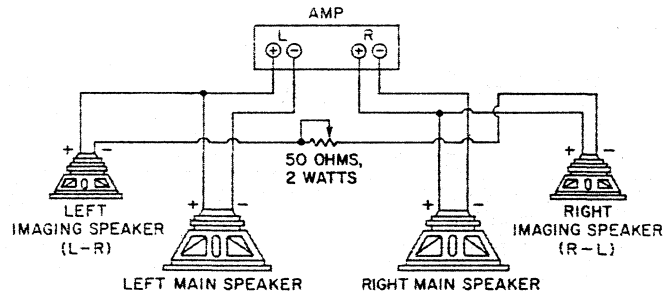 AMP
L R
+ − + −
50 OHMS,
2 WATTS
+ − + − + − + −
LEFT
IMAGING SPEAKER
(L-R)
RIGHT
IMAGING SPEAKER
(R-L)
LEFT MAIN SPEAKER
RIGHT MAIN SPEAKER